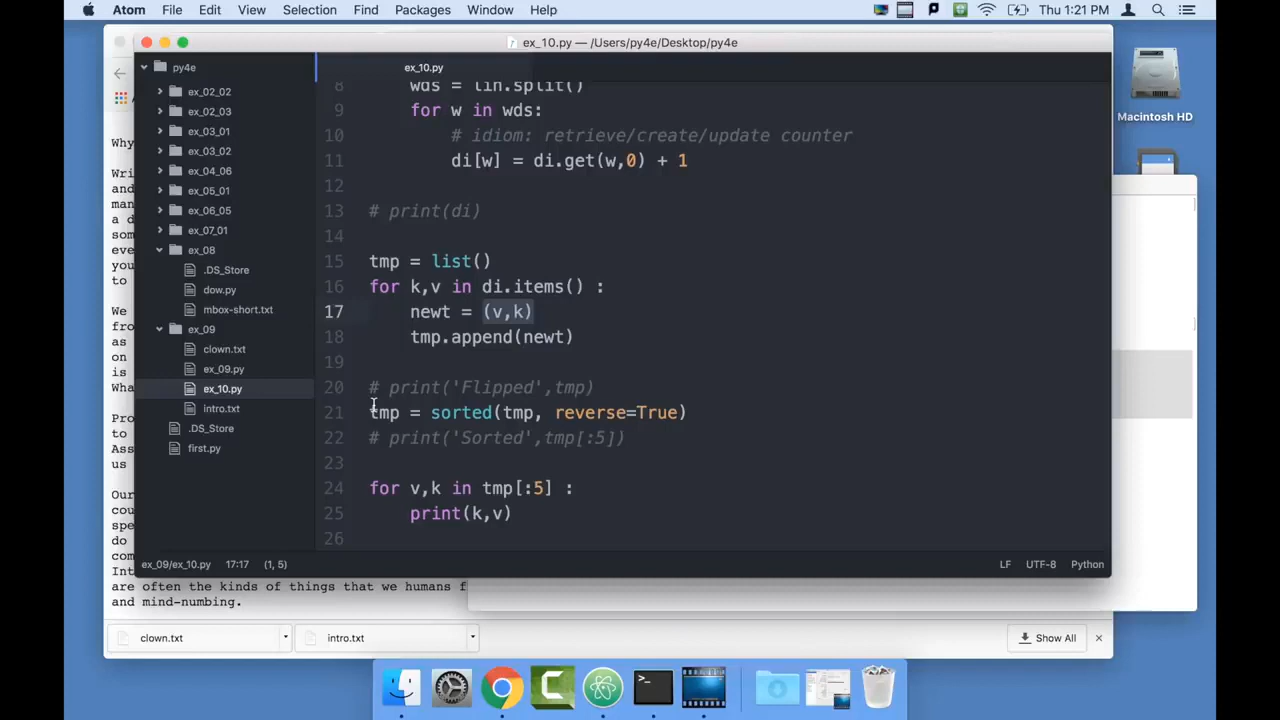 Atom File Edit View Selection Find Packages Window Help Thu 1:21 PM
ex_10.py — /Users/py4e/Desktop/py4e
py4e
ex_02_02
ex_02_03
ex_03_01
ex_03_02
ex_04_06
ex_05_01
ex_06_05
ex_07_01
ex_08
.DS_Store
dow.py
mbox-short.txt
ex_09
clown.txt
ex_09.py
ex_10.py
intro.txt
.DS_Store
first.py
ex_10.py
8 wds = lin.split()
9 for w in wds:
10 # idiom: retrieve/create/update counter
11 di[w] = di.get(w,0) + 1
12
13 # print(di)
14
15 tmp = list()
16 for k,v in di.items() :
17 newt = (v,k)
18 tmp.append(newt)
19
20 # print('Flipped',tmp)
21 tmp = sorted(tmp, reverse=True)
22 # print('Sorted',tmp[:5])
23
24 for v,k in tmp[:5] :
25 print(k,v)
26
ex_09/ex_10.py 17:17 (1, 5) LF UTF-8 Python
Macintosh HD
Why
Wri
and
man
a d
som
eve
you
to
We
fro
as
on
is
Wha
Pro
to
Ass
us
Our
cou
spe
do
com
Int
are often the kinds of things that we humans f
and mind-numbing.
clown.txt intro.txt Show All